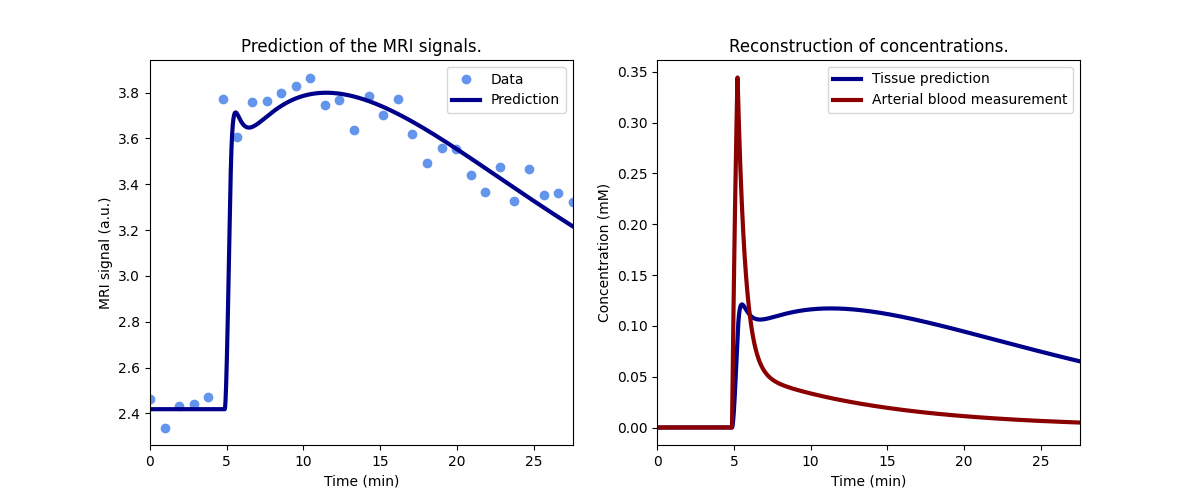 Prediction of the MRI signals.
Data
Prediction
MRI signal (a.u.)
3.8
3.6
3.4
3.2
3.0
2.8
2.6
2.4
0 5 10 15 20 25
Time (min)
Reconstruction of concentrations.
Tissue prediction
Arterial blood measurement
Concentration (mM)
0.35
0.30
0.25
0.20
0.15
0.10
0.05
0.00
0 5 10 15 20 25
Time (min)